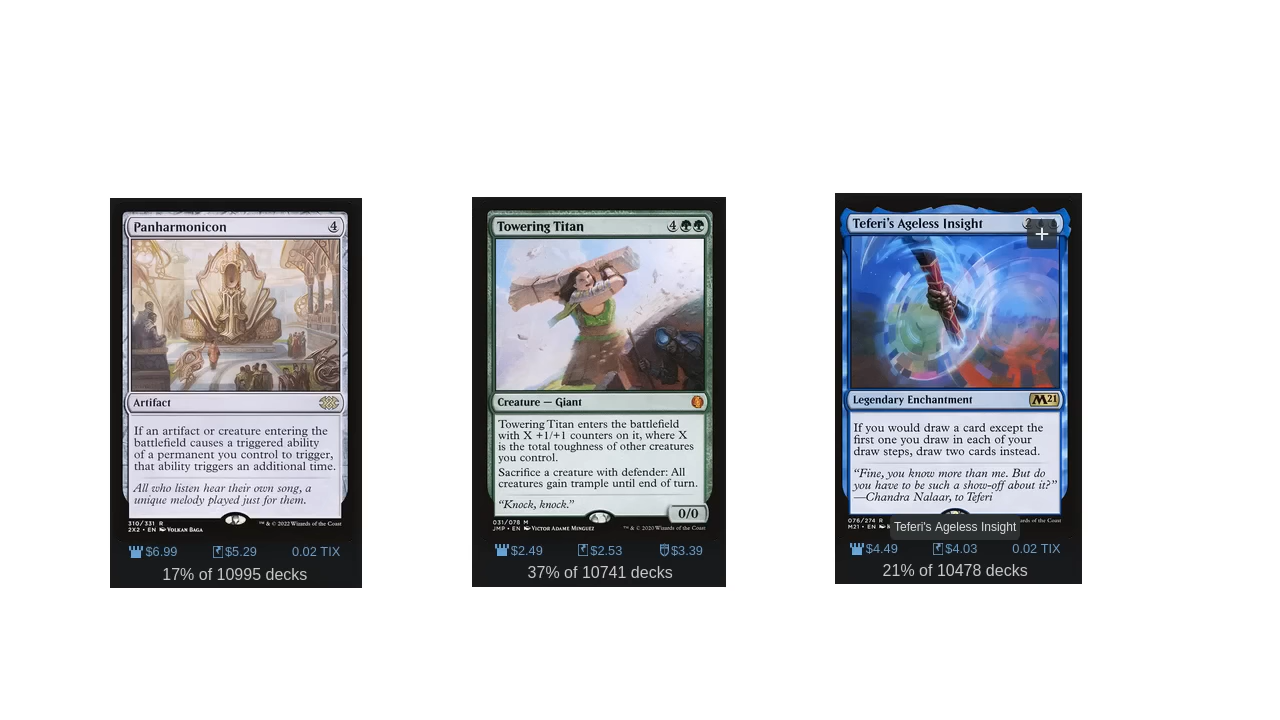 Panharmonicon 4
Artifact
If an artifact or creature entering the
battlefield causes a triggered ability
of a permanent you control to trigger,
that ability triggers an additional time.
All who listen hear their own song, a
unique melody played just for them.
310/331 R
2X2 • EN VOLKAN BAGA
™ & © 2022 Wizards of the Coast
$6.99 $5.29 0.02 TIX
17% of 10995 decks
Towering Titan 4
Creature — Giant
Towering Titan enters the battlefield
with X +1/+1 counters on it, where X
is the total toughness of other creatures
you control.
Sacrifice a creature with defender: All
creatures gain trample until end of turn.
“Knock, knock.”
0/0
031/078 M
JMP • EN VICTOR ADAME MINGUEZ
™ & © 2020 Wizards of the Coast
$2.49 $2.53 $3.39
37% of 10741 decks
Teferi's Ageless Insight 2
+
Legendary Enchantment M21
If you would draw a card except the
first one you draw in each of your
draw steps, draw two cards instead.
“Fine, you know more than me. But do
you have to be such a show-off about it?”
—Chandra Nalaar, to Teferi
076/274 R
M21 • EN
ards of the Coast
Teferi's Ageless Insight
$4.49 $4.03 0.02 TIX
21% of 10478 decks